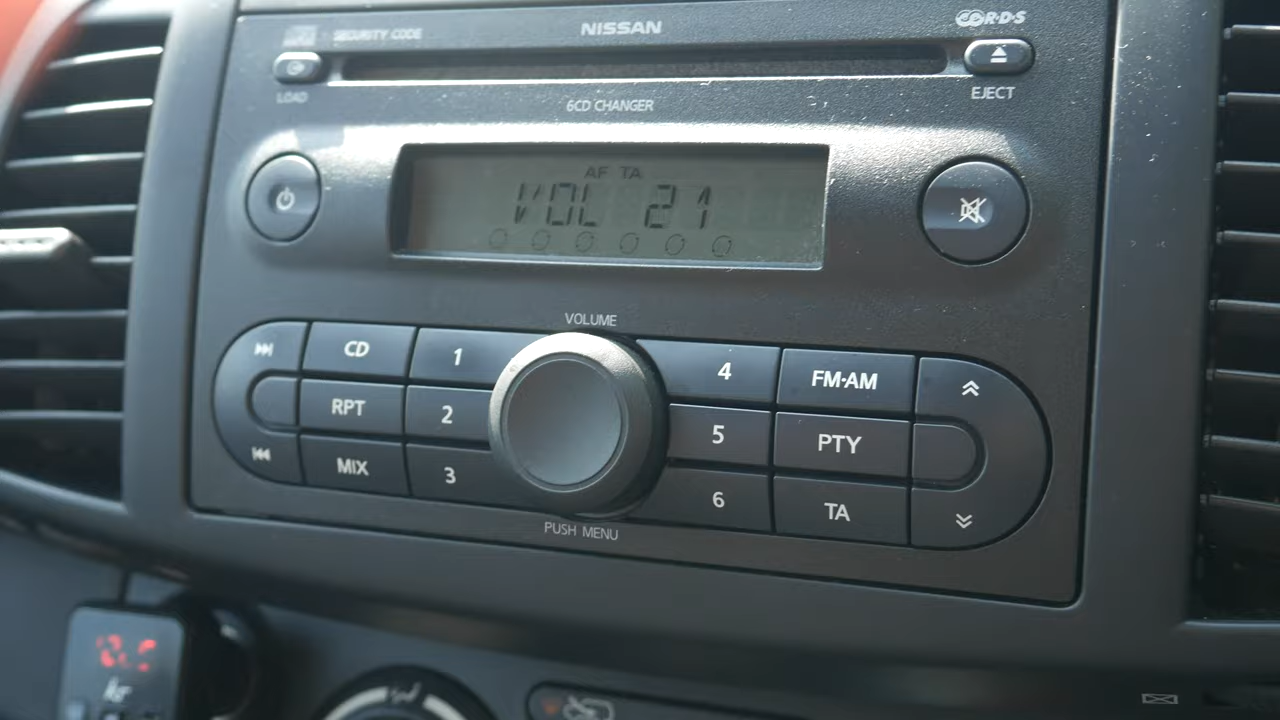 SECURITY CODE
NISSAN
RDS
LOAD
6CD CHANGER
EJECT
AF TA
VOL 21
VOLUME
CD
1
4
FM·AM
RPT
2
5
PTY
MIX
3
6
TA
PUSH MENU